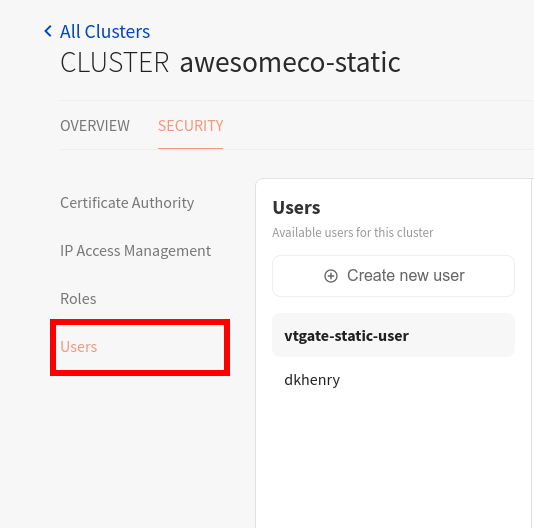 All Clusters
CLUSTER awesomeco-static
OVERVIEW SECURITY
Certificate Authority
IP Access Management
Roles
Users
Users
Available users for this cluster
Create new user
vtgate-static-user
dkhenry